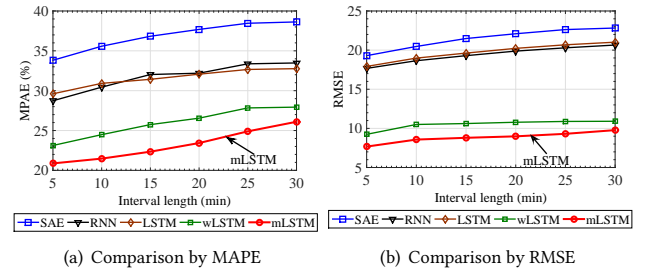 40
35
30
25
20
MPAE (%)
5 10 15 20 25 30
Interval length (min)
mLSTM
SAE RNN LSTM wLSTM mLSTM
(a) Comparison by MAPE
25
20
15
10
5
RMSE
5 10 15 20 25 30
Interval length (min)
mLSTM
SAE RNN LSTM wLSTM mLSTM
(b) Comparison by RMSE